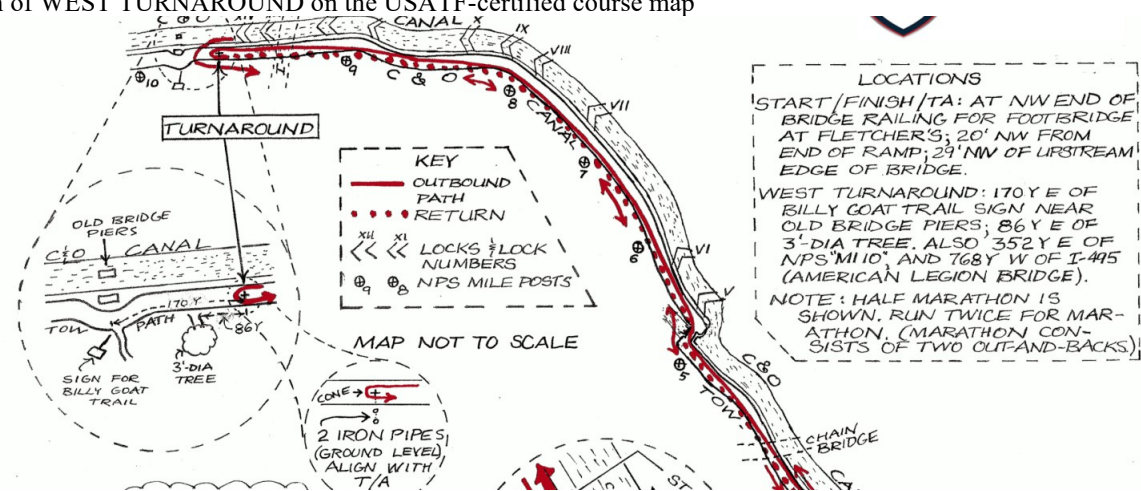 of WEST TURNAROUND on the USATF-certified course map
C & O
CANAL X
IX
VIII
VII
VI
V
10
9
8
7
6
5
C & O
CANAL
TURNAROUND
KEY
OUTBOUND
PATH
RETURN
XII XI
LOCKS & LOCK
NUMBERS
9 8 NPS MILE POSTS
MAP NOT TO SCALE
OLD BRIDGE
PIERS
C&O CANAL
170 Y
TOW PATH
86Y
3'-DIA
TREE
SIGN FOR
BILLY GOAT
TRAIL
CONE
2 IRON PIPES
(GROUND LEVEL)
ALIGN WITH
T/A
C&O
TOW
CHAIN
BRIDGE
CA
ST
LOCATIONS
START/FINISH/TA: AT NW END OF
BRIDGE RAILING FOR FOOTBRIDGE
AT FLETCHER'S; 20' NW FROM
END OF RAMP; 29' NW OF UPSTREAM
EDGE OF BRIDGE.
WEST TURNAROUND: 170 Y E OF
BILLY GOAT TRAIL SIGN NEAR
OLD BRIDGE PIERS; 86 Y E OF
3'-DIA TREE. ALSO 352 Y E OF
NPS "MI 10", AND 768Y W OF I-495
(AMERICAN LEGION BRIDGE).
NOTE: HALF MARATHON IS
SHOWN. RUN TWICE FOR MAR-
ATHON. (MARATHON CON-
SISTS OF TWO OUT-AND-BACKS)